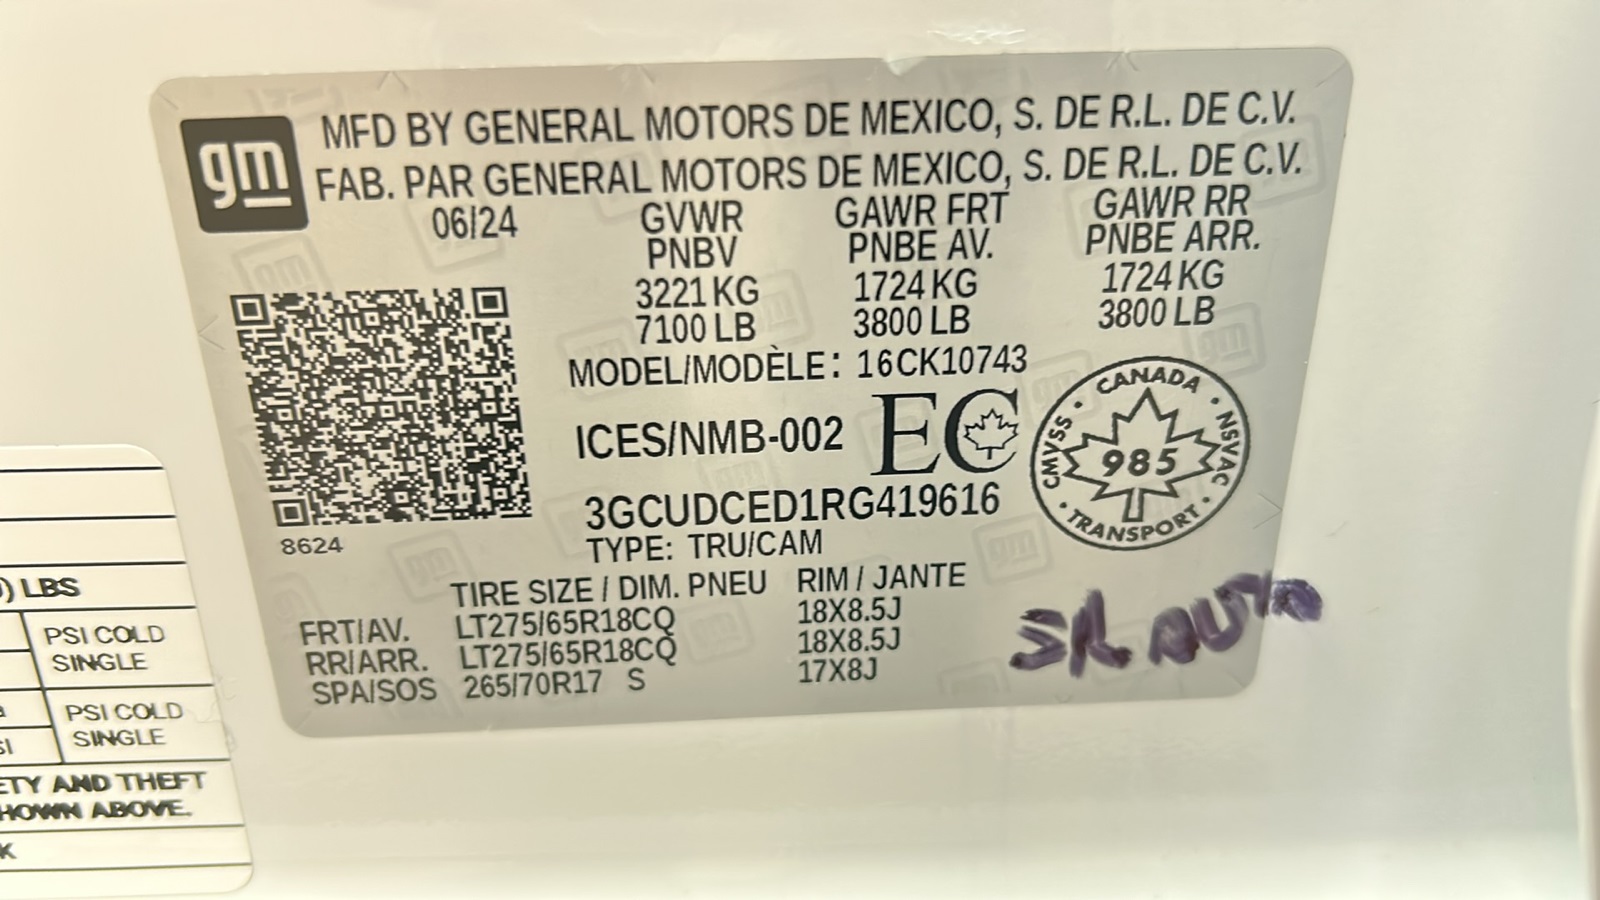 gm
MFD BY GENERAL MOTORS DE MEXICO, S. DE R.L. DE C.V.
FAB. PAR GENERAL MOTORS DE MEXICO, S. DE R.L. DE C.V.
06/24 GVWR GAWR FRT GAWR RR
PNBV PNBE AV. PNBE ARR.
3221 KG 1724 KG 1724 KG
7100 LB 3800 LB 3800 LB
MODEL/MODÈLE: 16CK10743
ICES/NMB-002 EC
CANADA
CMVSS 985 NSVAC
TRANSPORT
3GCUDCED1RG419616
8624
TYPE: TRU/CAM
TIRE SIZE / DIM. PNEU RIM / JANTE
FRT/AV. LT275/65R18CQ 18X8.5J
RR/ARR. LT275/65R18CQ 18X8.5J
SPA/SOS 265/70R17 S 17X8J
) LBS
PSI COLD
SINGLE
PSI COLD
SINGLE
ETY AND THEFT
HOWN ABOVE.
K